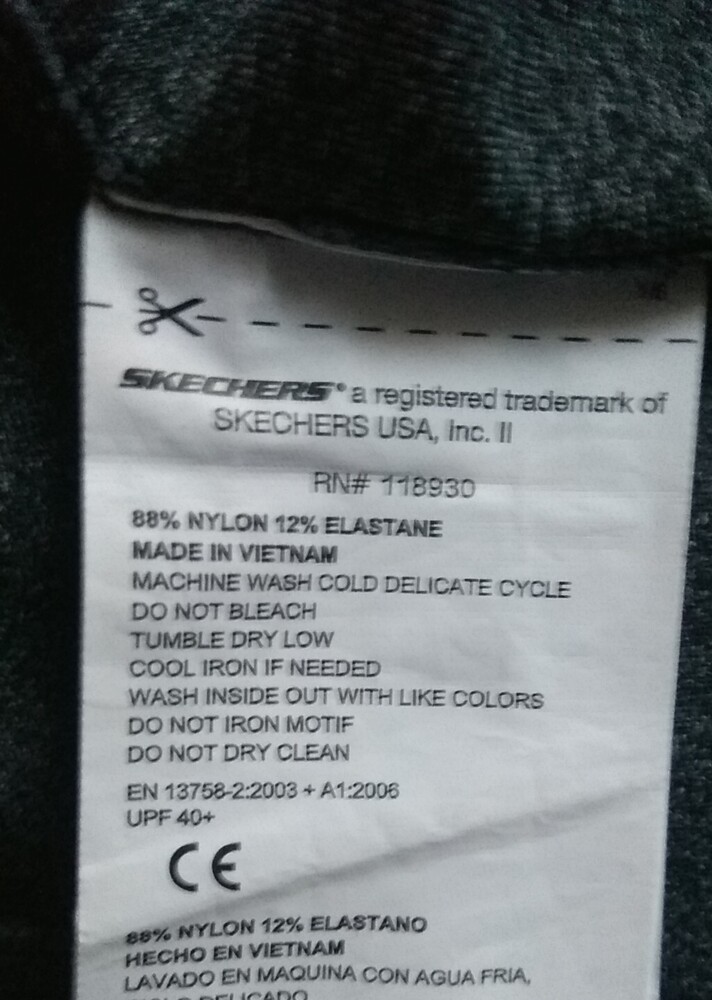 SKECHERS® a registered trademark of
SKECHERS USA, Inc. II
RN# 118930
88% NYLON 12% ELASTANE
MADE IN VIETNAM
MACHINE WASH COLD DELICATE CYCLE
DO NOT BLEACH
TUMBLE DRY LOW
COOL IRON IF NEEDED
WASH INSIDE OUT WITH LIKE COLORS
DO NOT IRON MOTIF
DO NOT DRY CLEAN
EN 13758-2:2003 + A1:2006
UPF 40+
CE
88% NYLON 12% ELASTANO
HECHO EN VIETNAM
LAVADO EN MAQUINA CON AGUA FRIA,
DELICADO